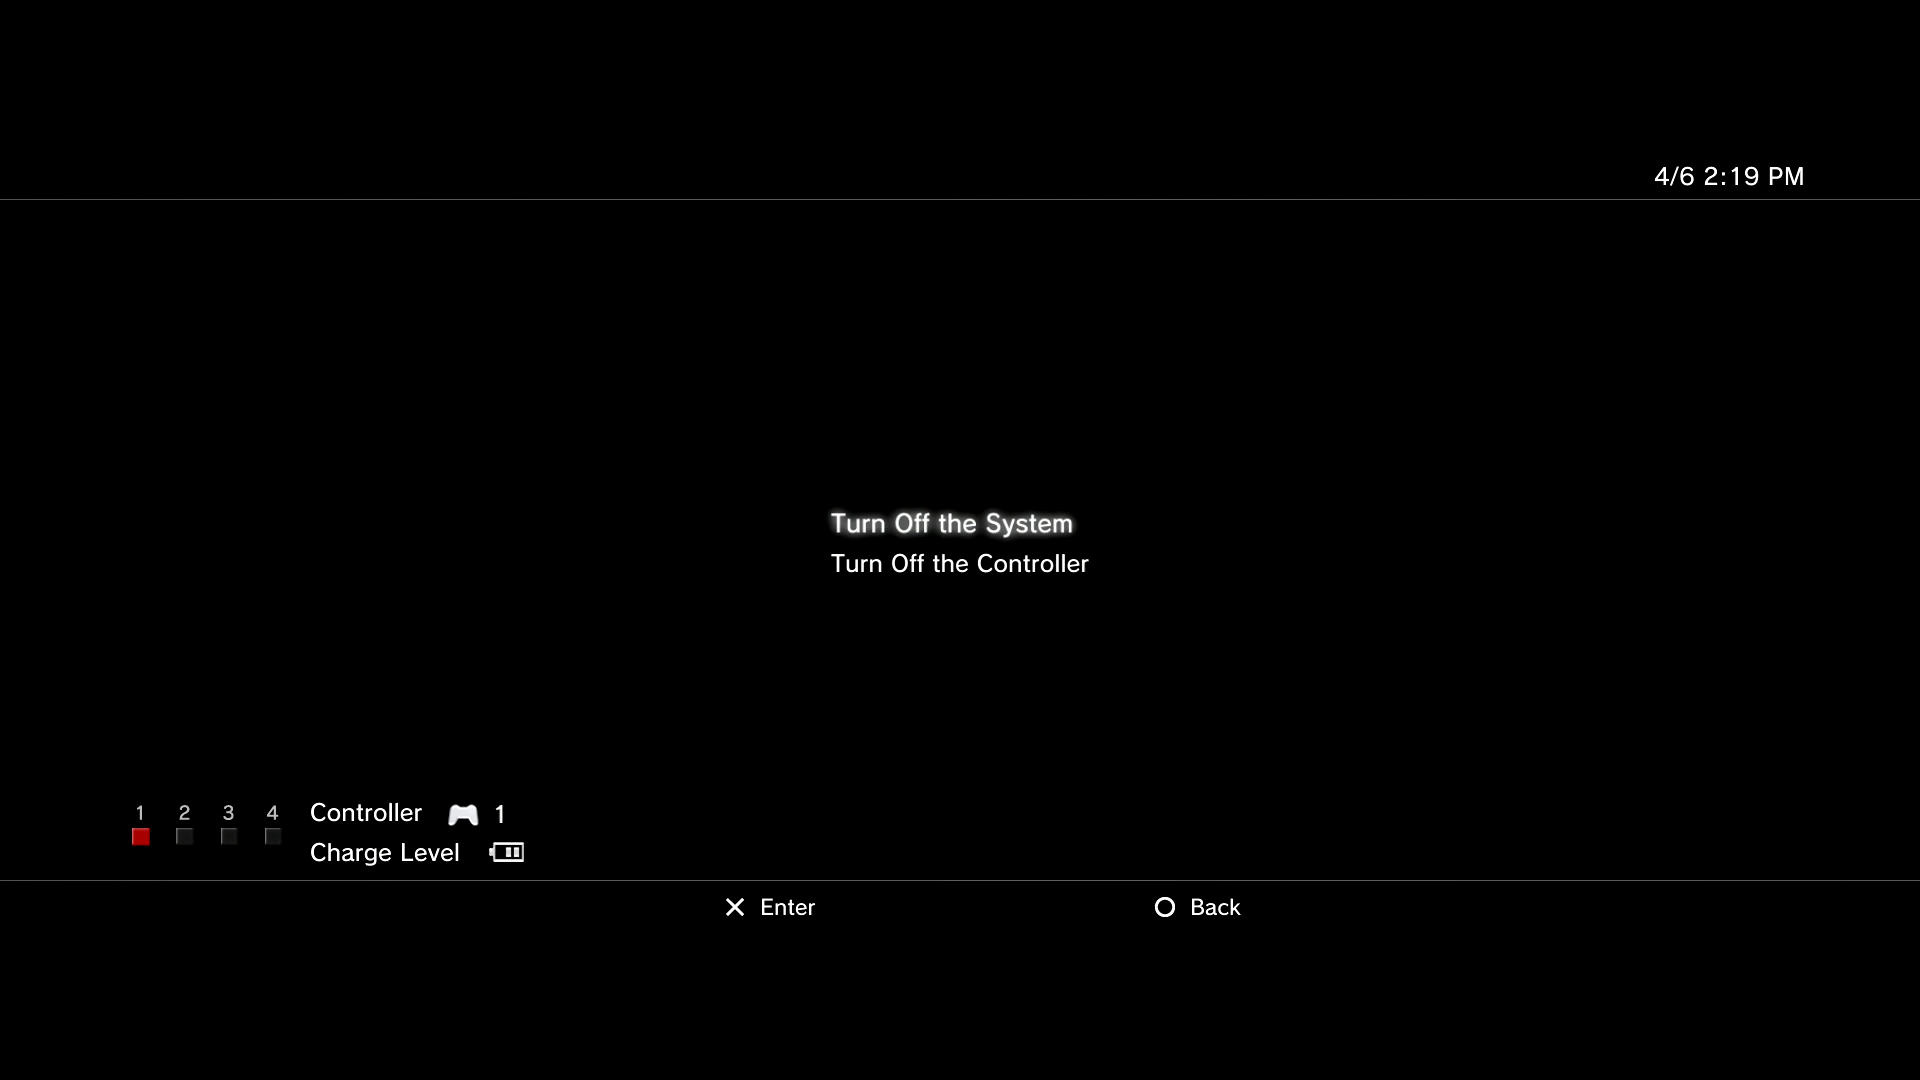 4/6 2:19 PM
Turn Off the System
Turn Off the Controller
1 2 3 4 Controller 1
Charge Level
Enter Back